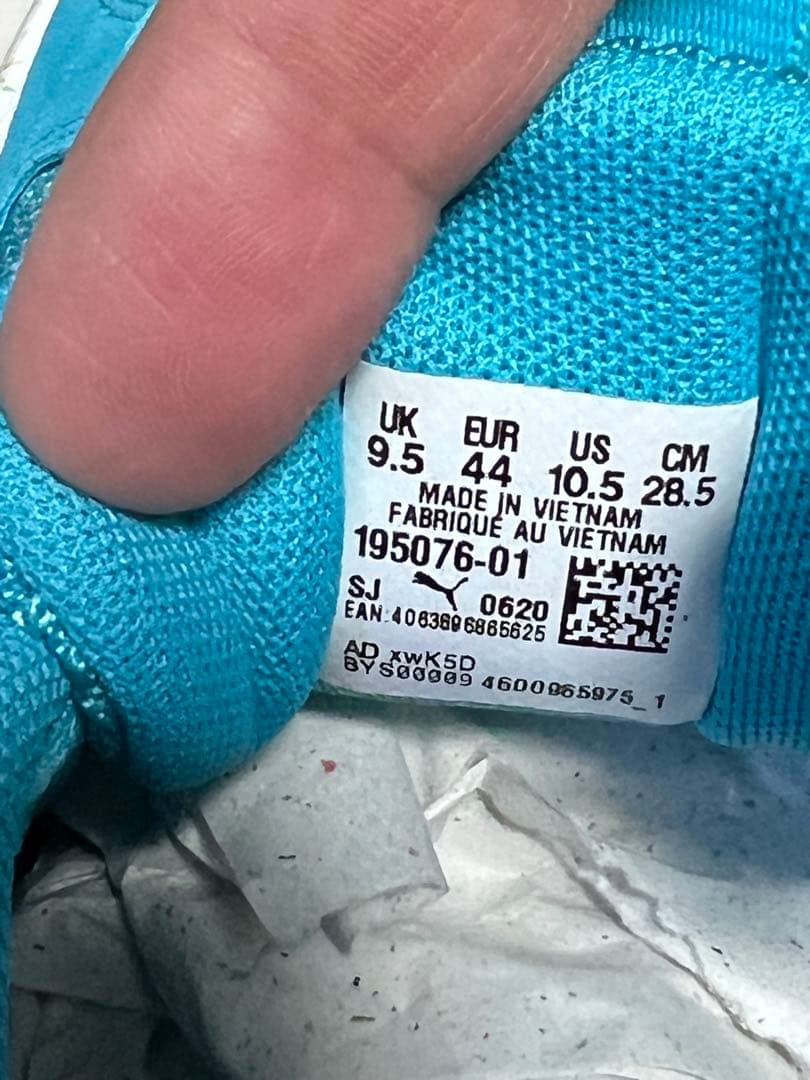 UK EUR US CM
9.5 44 10.5 28.5
MADE IN VIETNAM
FABRIQUÉ AU VIETNAM
195076-01
SJ 0620
EAN:4063696865625
AD xwK5D
BYS00009 4600965975_1